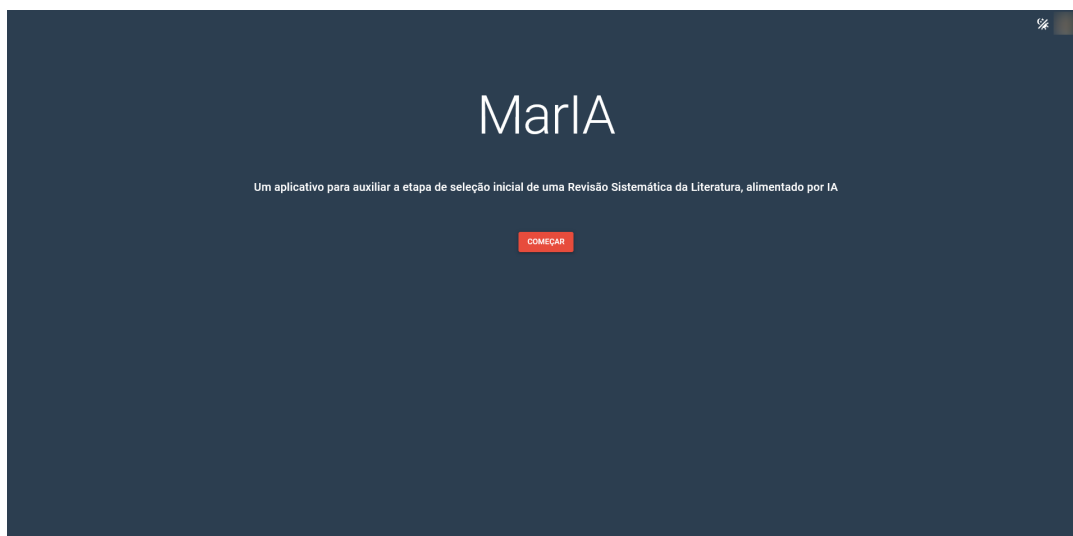 MarIA
Um aplicativo para auxiliar a etapa de seleção inicial de uma Revisão Sistemática da Literatura, alimentado por IA
COMEÇAR